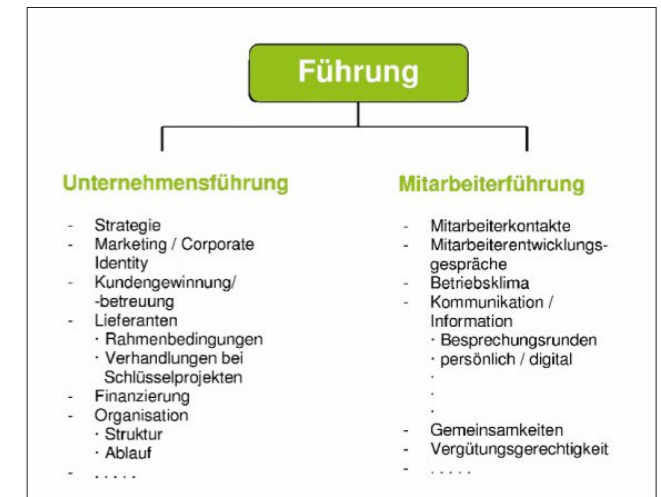 Führung
Unternehmensführung
- Strategie
- Marketing / Corporate
Identity
- Kundengewinnung/
-betreuung
- Lieferanten
· Rahmenbedingungen
· Verhandlungen bei
Schlüsselprojekten
- Finanzierung
- Organisation
· Struktur
· Ablauf
- . . . . .
Mitarbeiterführung
- Mitarbeiterkontakte
- Mitarbeiterentwicklungs-
gespräche
- Betriebsklima
- Kommunikation /
Information
· Besprechungsrunden
· persönlich / digital
·
·
·
- Gemeinsamkeiten
- Vergütungsgerechtigkeit
- . . . . .